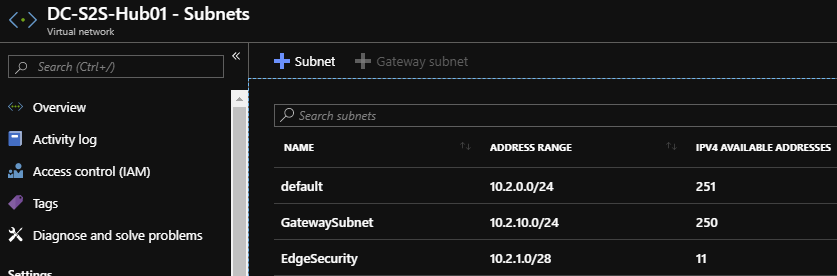 DC-S2S-Hub01 - Subnets
Virtual network
Search (Ctrl+/)
«
Overview
Activity log
Access control (IAM)
Tags
Diagnose and solve problems
Settings
+ Subnet + Gateway subnet
Search subnets
NAME ADDRESS RANGE IPV4 AVAILABLE ADDRESSES
default 10.2.0.0/24 251
GatewaySubnet 10.2.10.0/24 250
EdgeSecurity 10.2.1.0/28 11